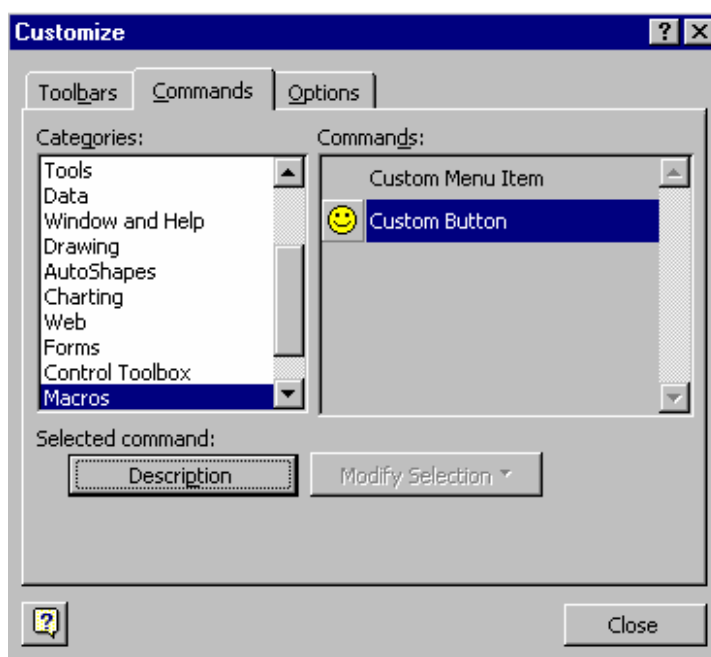 Customize
Toolbars Commands Options
Categories:
Commands:
Tools
Data
Window and Help
Drawing
AutoShapes
Charting
Web
Forms
Control Toolbox
Macros
Custom Menu Item
Custom Button
Selected command:
Description
Modify Selection
Close